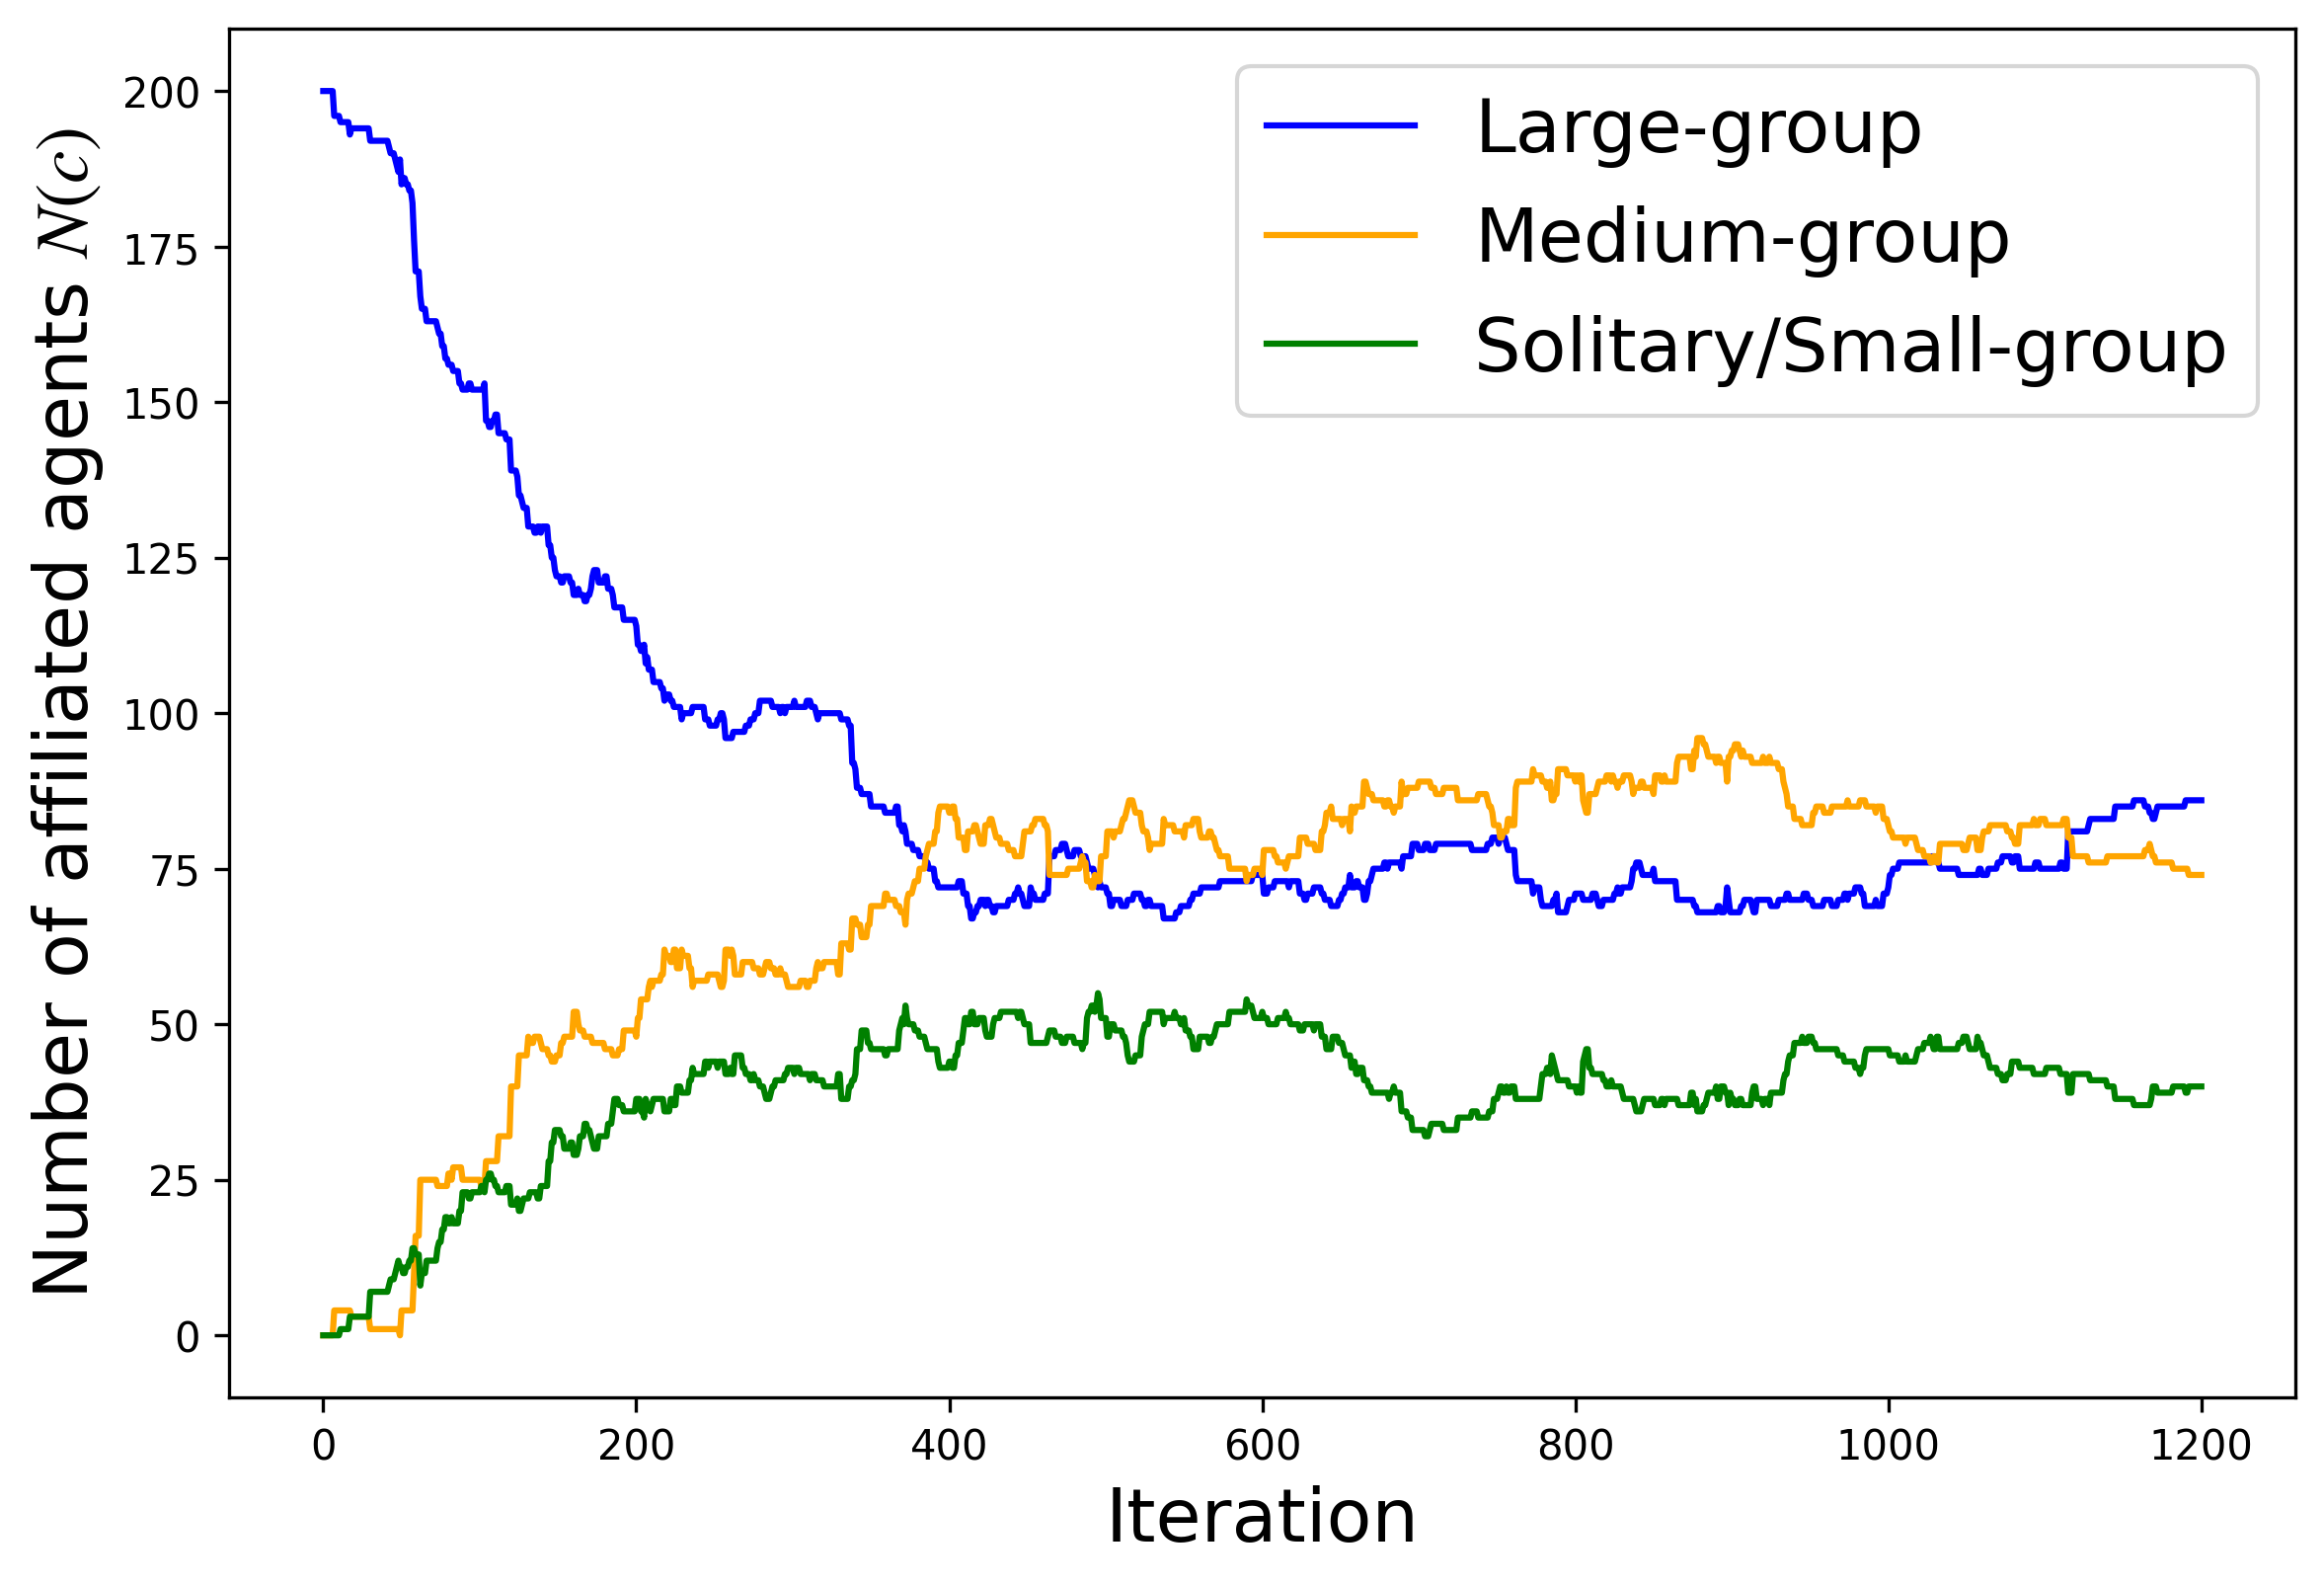 Large-group
Medium-group
Solitary/Small-group
Number of affiliated agents N(c)
200
175
150
125
100
75
50
25
0
0 200 400 600 800 1000 1200
Iteration